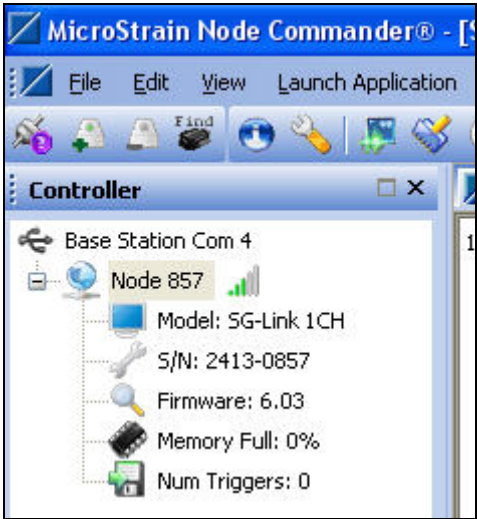 MicroStrain Node Commander® - [
File Edit View Launch Application
Find
Controller
Base Station Com 4
1
Node 857
Model: SG-Link 1CH
S/N: 2413-0857
Firmware: 6.03
Memory Full: 0%
Num Triggers: 0